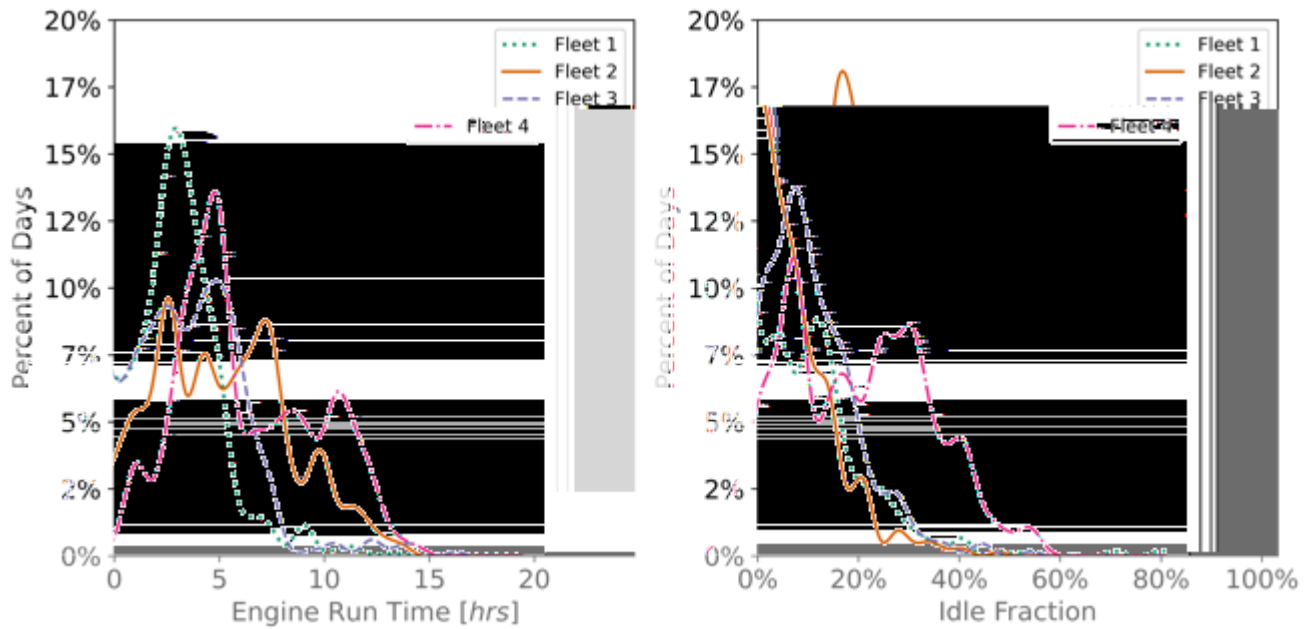 20%
17%
15%
12%
10%
7%
5%
2%
0%
Percent of Days
0 5 10 15 20
Engine Run Time [hrs]
Fleet 1
Fleet 2
Fleet 3
Fleet 4
20%
17%
15%
12%
10%
7%
5%
2%
0%
Percent of Days
0% 20% 40% 60% 80% 100%
Idle Fraction
Fleet 1
Fleet 2
Fleet 3
Fleet 4